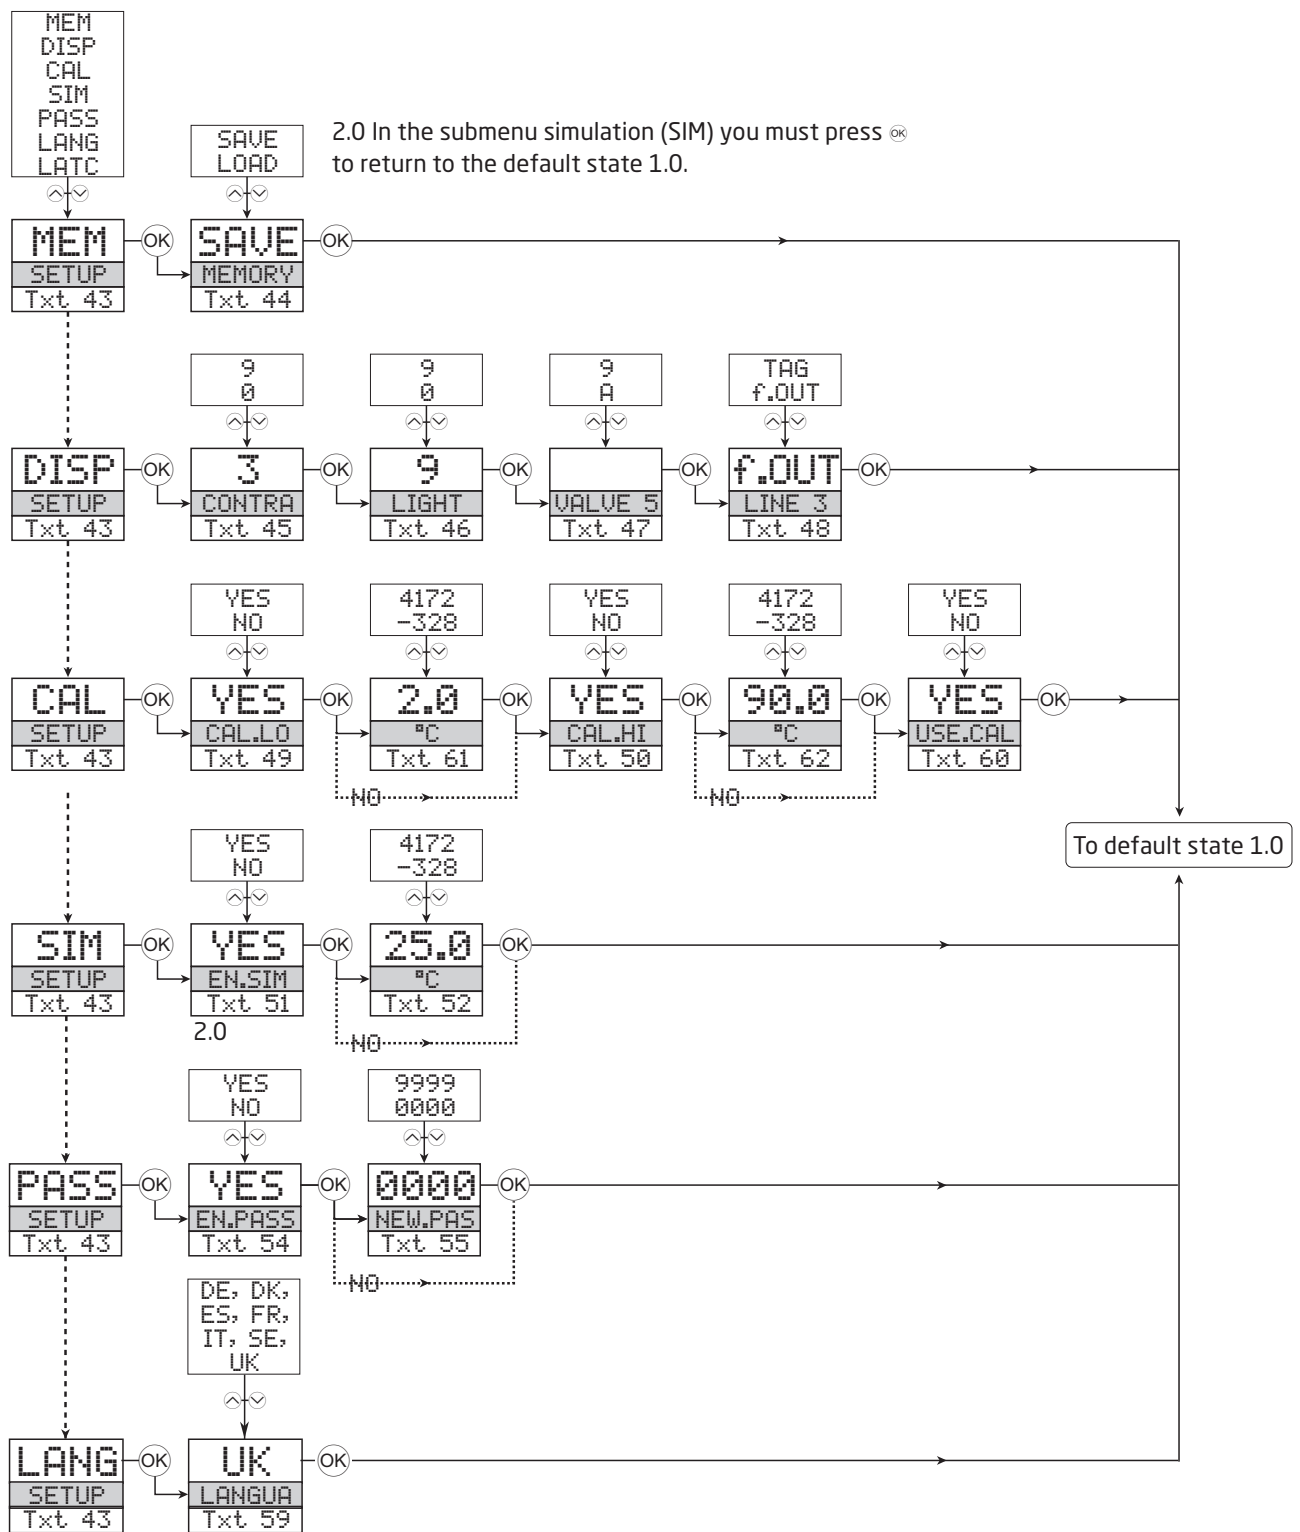 MEM
DISP
CAL
SIM
PASS
LANG
LATC
SAVE
LOAD
2.0 In the submenu simulation (SIM) you must press OK
to return to the default state 1.0.
MEM OK SAVE OK
SETUP MEMORY
Txt 43 Txt 44
9 9 9 TAG
0 0 A f.OUT
DISP OK 3 OK 9 OK OK f.OUT OK
SETUP CONTRA LIGHT VALVE 5 LINE 3
Txt 43 Txt 45 Txt 46 Txt 47 Txt 48
YES 4172 YES 4172 YES
NO -328 NO -328 NO
CAL OK YES OK 2.0 OK YES OK 90.0 OK YES OK
SETUP CAL.LO °C CAL.HI °C USE.CAL
Txt 43 Txt 49 Txt 61 Txt 50 Txt 62 Txt 60
NO NO
To default state 1.0
YES 4172
NO -328
SIM OK YES OK 25.0 OK
SETUP EN.SIM °C
Txt 43 Txt 51 Txt 52
2.0
NO
YES 9999
NO 0000
PASS OK YES OK 0000 OK
SETUP EN.PASS NEW.PAS
Txt 43 Txt 54 Txt 55
NO
DE, DK,
ES, FR,
IT, SE,
UK
LANG OK UK OK
SETUP LANGUA
Txt 43 Txt 59